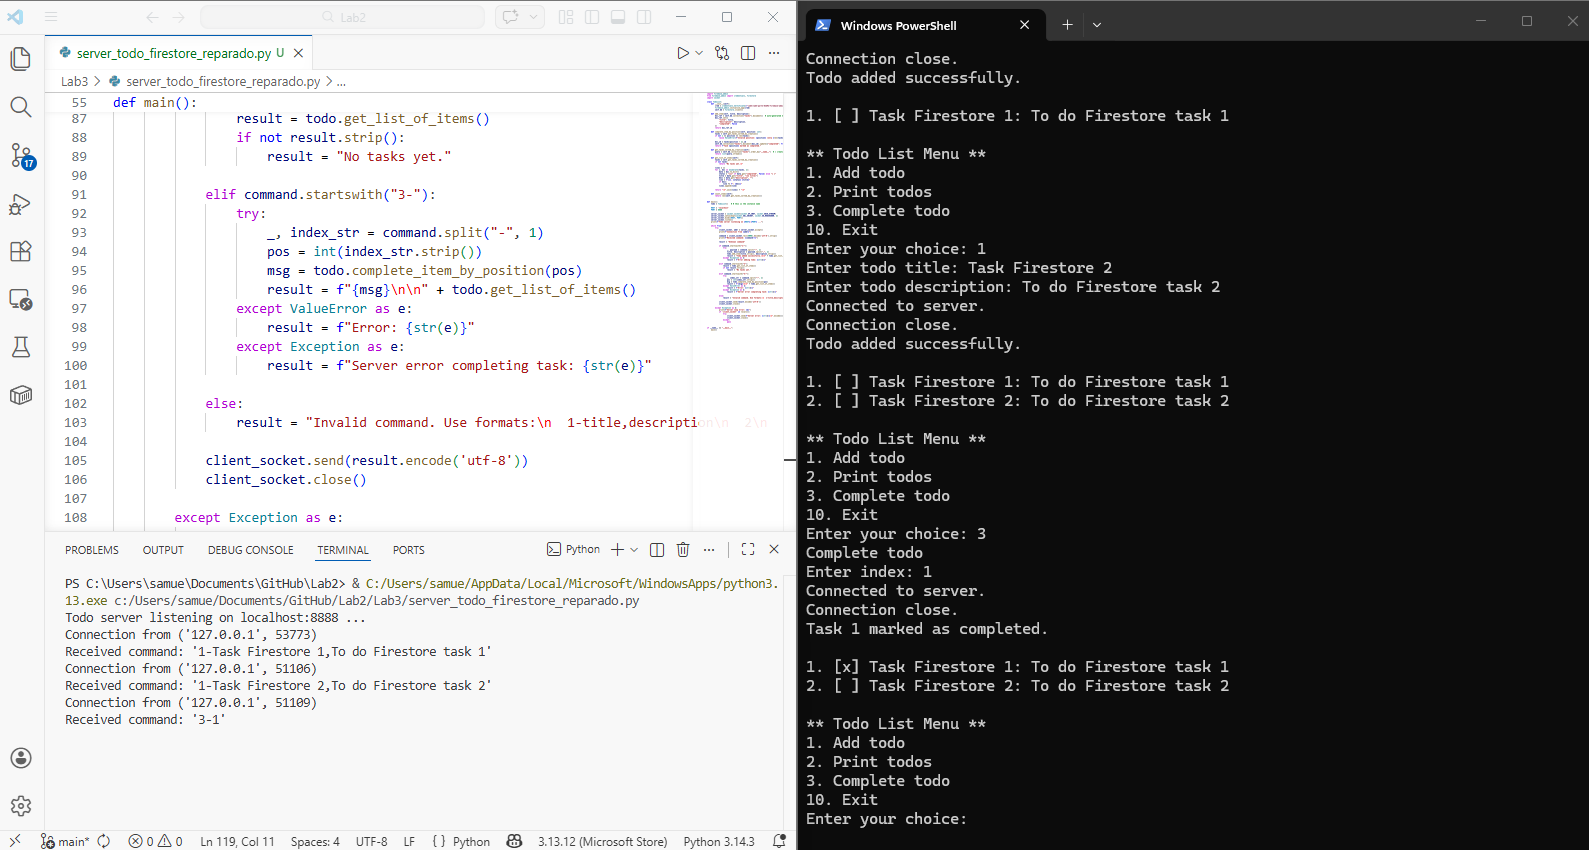 Lab2
server_todo_firestore_reparado.py U
Lab3 > server_todo_firestore_reparado.py > ...
55 def main():
87 result = todo.get_list_of_items()
88 if not result.strip():
89 result = "No tasks yet."
90
91 elif command.startswith("3-"):
92 try:
93 _, index_str = command.split("-", 1)
94 pos = int(index_str.strip())
95 msg = todo.complete_item_by_position(pos)
96 result = f"{msg}\n\n" + todo.get_list_of_items()
97 except ValueError as e:
98 result = f"Error: {str(e)}"
99 except Exception as e:
100 result = f"Server error completing task: {str(e)}"
101
102 else:
103 result = "Invalid command. Use formats:\n  1-title,description\n  2\n
104
105 client_socket.send(result.encode('utf-8'))
106 client_socket.close()
107
108 except Exception as e:
17
PROBLEMS OUTPUT DEBUG CONSOLE TERMINAL PORTS
Python
PS C:\Users\samue\Documents\GitHub\Lab2> & C:/Users/samue/AppData/Local/Microsoft/WindowsApps/python3.
13.exe c:/Users/samue/Documents/GitHub/Lab2/Lab3/server_todo_firestore_reparado.py
Todo server listening on localhost:8888 ...
Connection from ('127.0.0.1', 53773)
Received command: '1-Task Firestore 1,To do Firestore task 1'
Connection from ('127.0.0.1', 51106)
Received command: '1-Task Firestore 2,To do Firestore task 2'
Connection from ('127.0.0.1', 51109)
Received command: '3-1'
main* 0 0 Ln 119, Col 11 Spaces: 4 UTF-8 LF { } Python 3.13.12 (Microsoft Store) Python 3.14.3
Windows PowerShell
Connection close.
Todo added successfully.
1. [ ] Task Firestore 1: To do Firestore task 1
** Todo List Menu **
1. Add todo
2. Print todos
3. Complete todo
10. Exit
Enter your choice: 1
Enter todo title: Task Firestore 2
Enter todo description: To do Firestore task 2
Connected to server.
Connection close.
Todo added successfully.
1. [ ] Task Firestore 1: To do Firestore task 1
2. [ ] Task Firestore 2: To do Firestore task 2
** Todo List Menu **
1. Add todo
2. Print todos
3. Complete todo
10. Exit
Enter your choice: 3
Complete todo
Enter index: 1
Connected to server.
Connection close.
Task 1 marked as completed.
1. [x] Task Firestore 1: To do Firestore task 1
2. [ ] Task Firestore 2: To do Firestore task 2
** Todo List Menu **
1. Add todo
2. Print todos
3. Complete todo
10. Exit
Enter your choice: